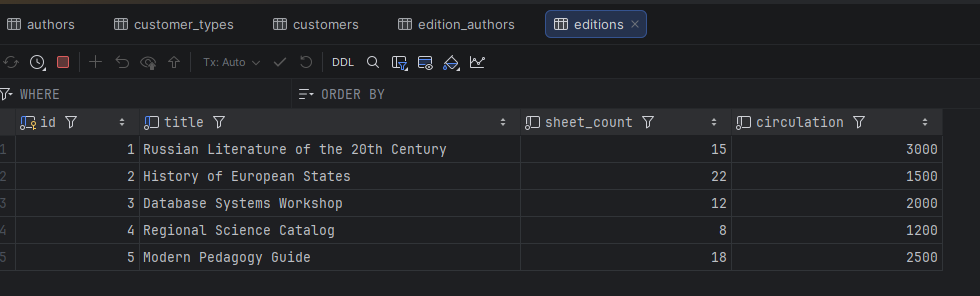 authors customer_types customers edition_authors editions
Tx: Auto DDL
WHERE ORDER BY
id title sheet_count circulation
1 1 Russian Literature of the 20th Century 15 3000
2 2 History of European States 22 1500
3 3 Database Systems Workshop 12 2000
4 4 Regional Science Catalog 8 1200
5 5 Modern Pedagogy Guide 18 2500